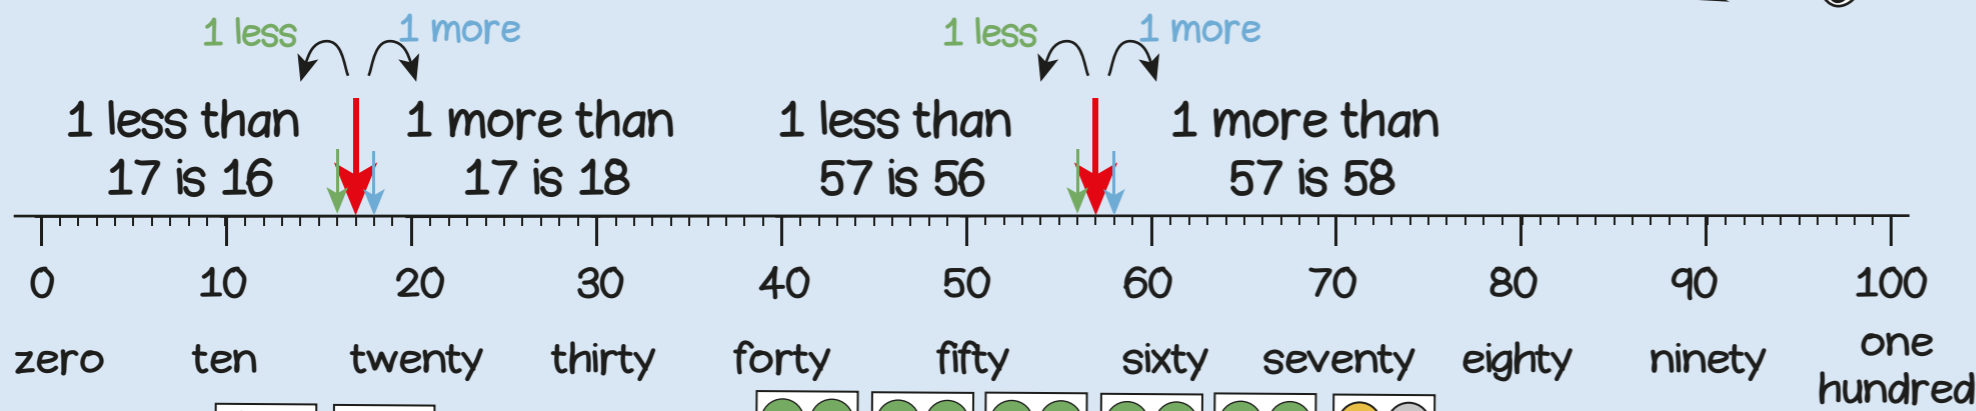 1 less 1 more 1 less 1 more
1 less than 1 more than 1 less than 1 more than
17 is 16 17 is 18 57 is 56 57 is 58
0 10 20 30 40 50 60 70 80 90 100
zero ten twenty thirty forty fifty sixty seventy eighty ninety one hundred